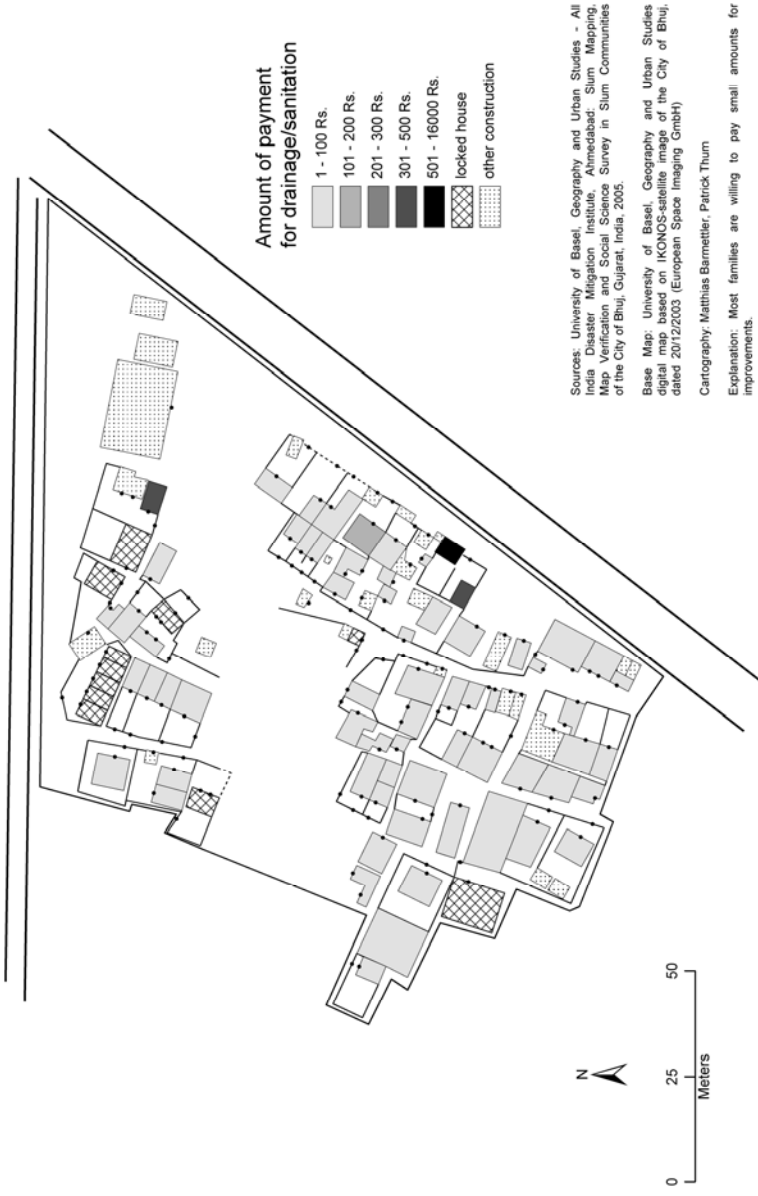 Amount of payment
for drainage/sanitation
1 - 100 Rs.
101 - 200 Rs.
201 - 300 Rs.
301 - 500 Rs.
501 - 16000 Rs.
locked house
other construction
Sources: University of Basel, Geography and Urban Studies - All
India Disaster Mitigation Institute, Ahmedabad: Slum Mapping,
Map Verification and Social Science Survey in Slum Communities
of the City of Bhuj, Gujarat, India, 2005.
Base Map: University of Basel, Geography and Urban Studies
digital map based on IKONOS-satellite image of the City of Bhuj,
dated 20/12/2003 (European Space Imaging GmbH)
Cartography: Matthias Barmettler, Patrick Thum
Explanation: Most families are willing to pay small amounts for
improvements.
N
0 25 50
Meters